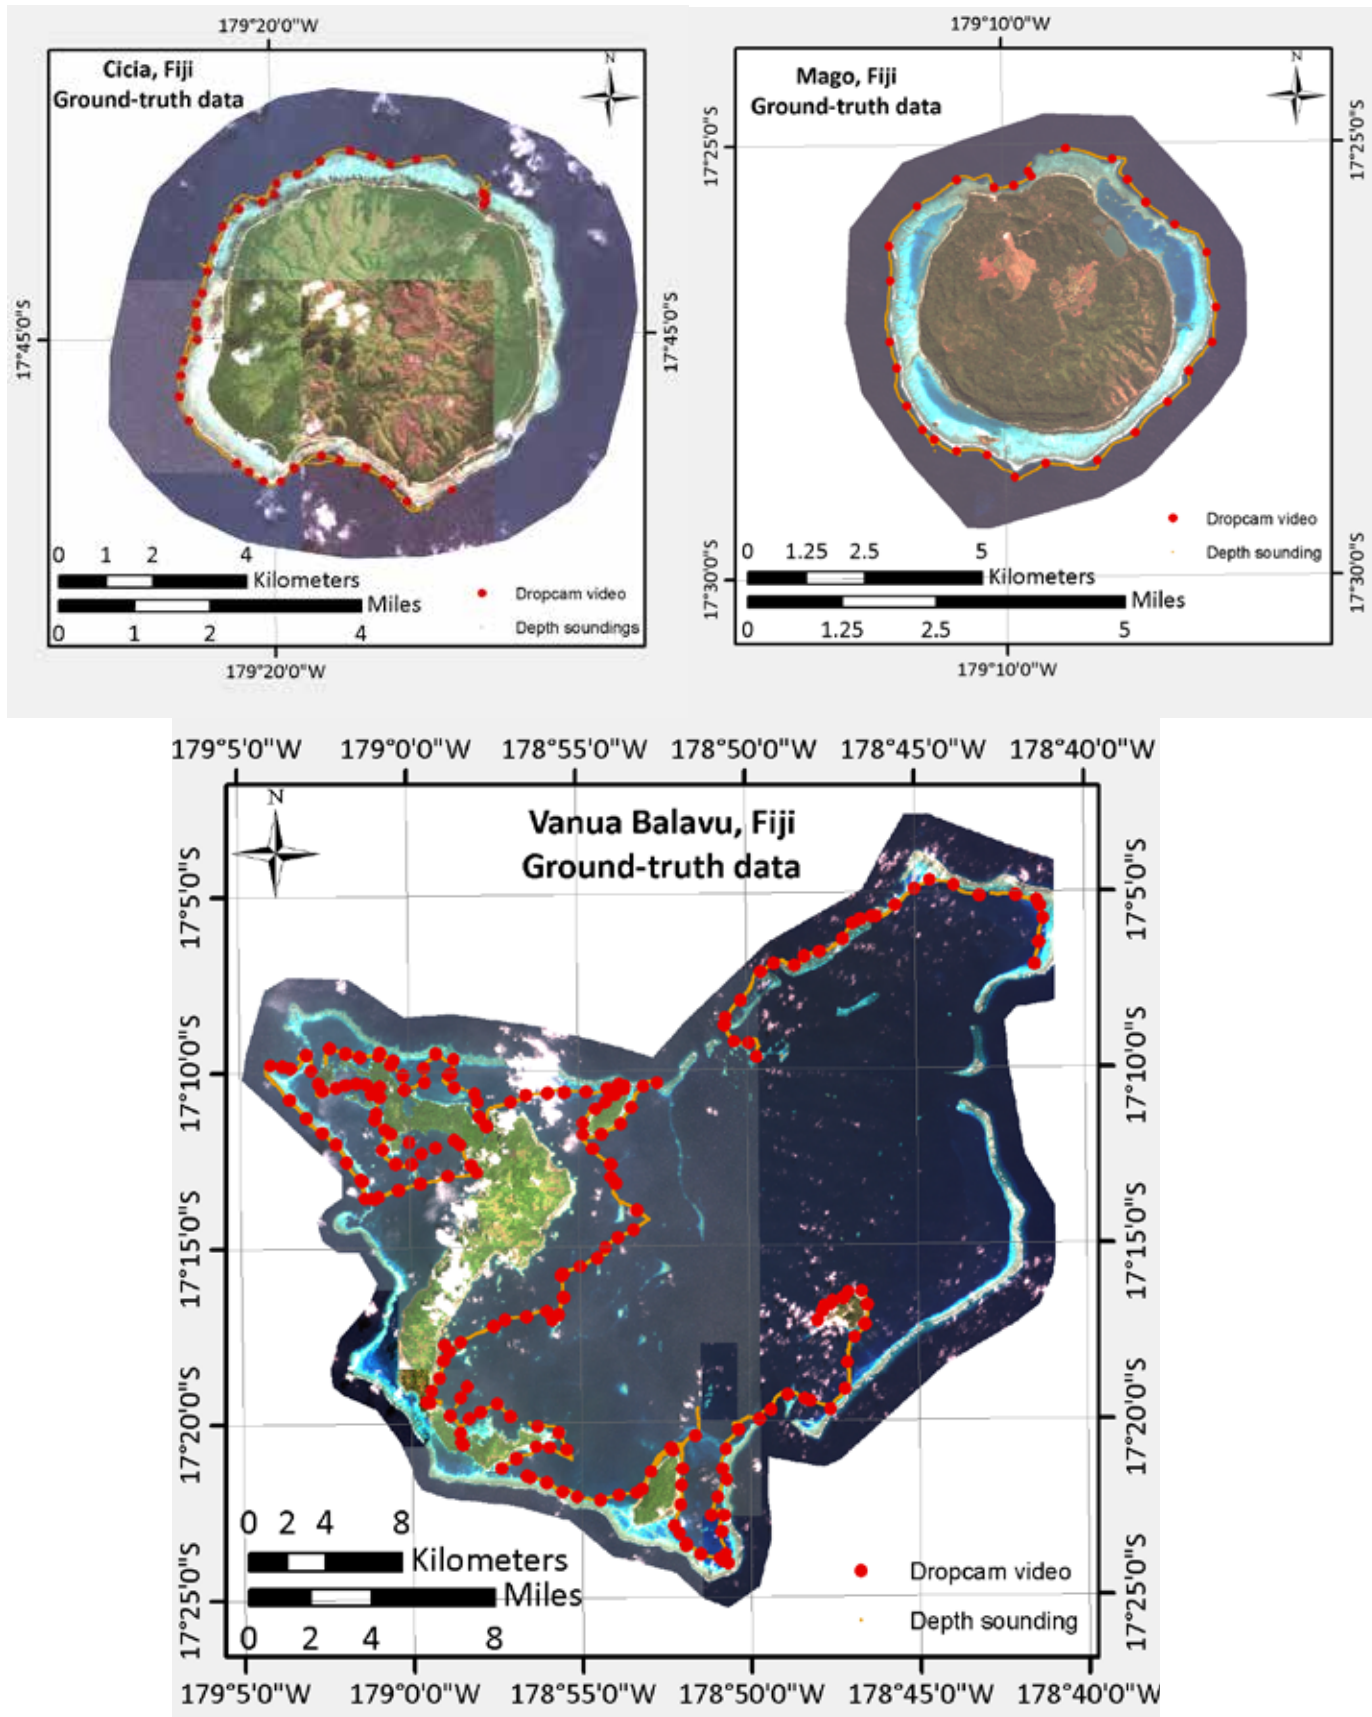 179°20'0"W
N
Cicia, Fiji
Ground-truth data
17°45'0"S
17°45'0"S
0 1 2 4
Kilometers
Miles
0 1 2 4
Dropcam video
Depth soundings
179°20'0"W
179°10'0"W
N
Mago, Fiji
Ground-truth data
17°25'0"S
17°25'0"S
Dropcam video
Depth sounding
17°30'0"S
17°30'0"S
0 1.25 2.5 5
Kilometers
Miles
0 1.25 2.5 5
179°10'0"W
179°5'0"W 179°0'0"W 178°55'0"W 178°50'0"W 178°45'0"W 178°40'0"W
N
Vanua Balavu, Fiji
Ground-truth data
17°5'0"S
17°5'0"S
17°10'0"S
17°10'0"S
17°15'0"S
17°15'0"S
17°20'0"S
17°20'0"S
17°25'0"S
17°25'0"S
0 2 4 8
Kilometers
Miles
0 2 4 8
Dropcam video
Depth sounding
179°5'0"W 179°0'0"W 178°55'0"W 178°50'0"W 178°45'0"W 178°40'0"W